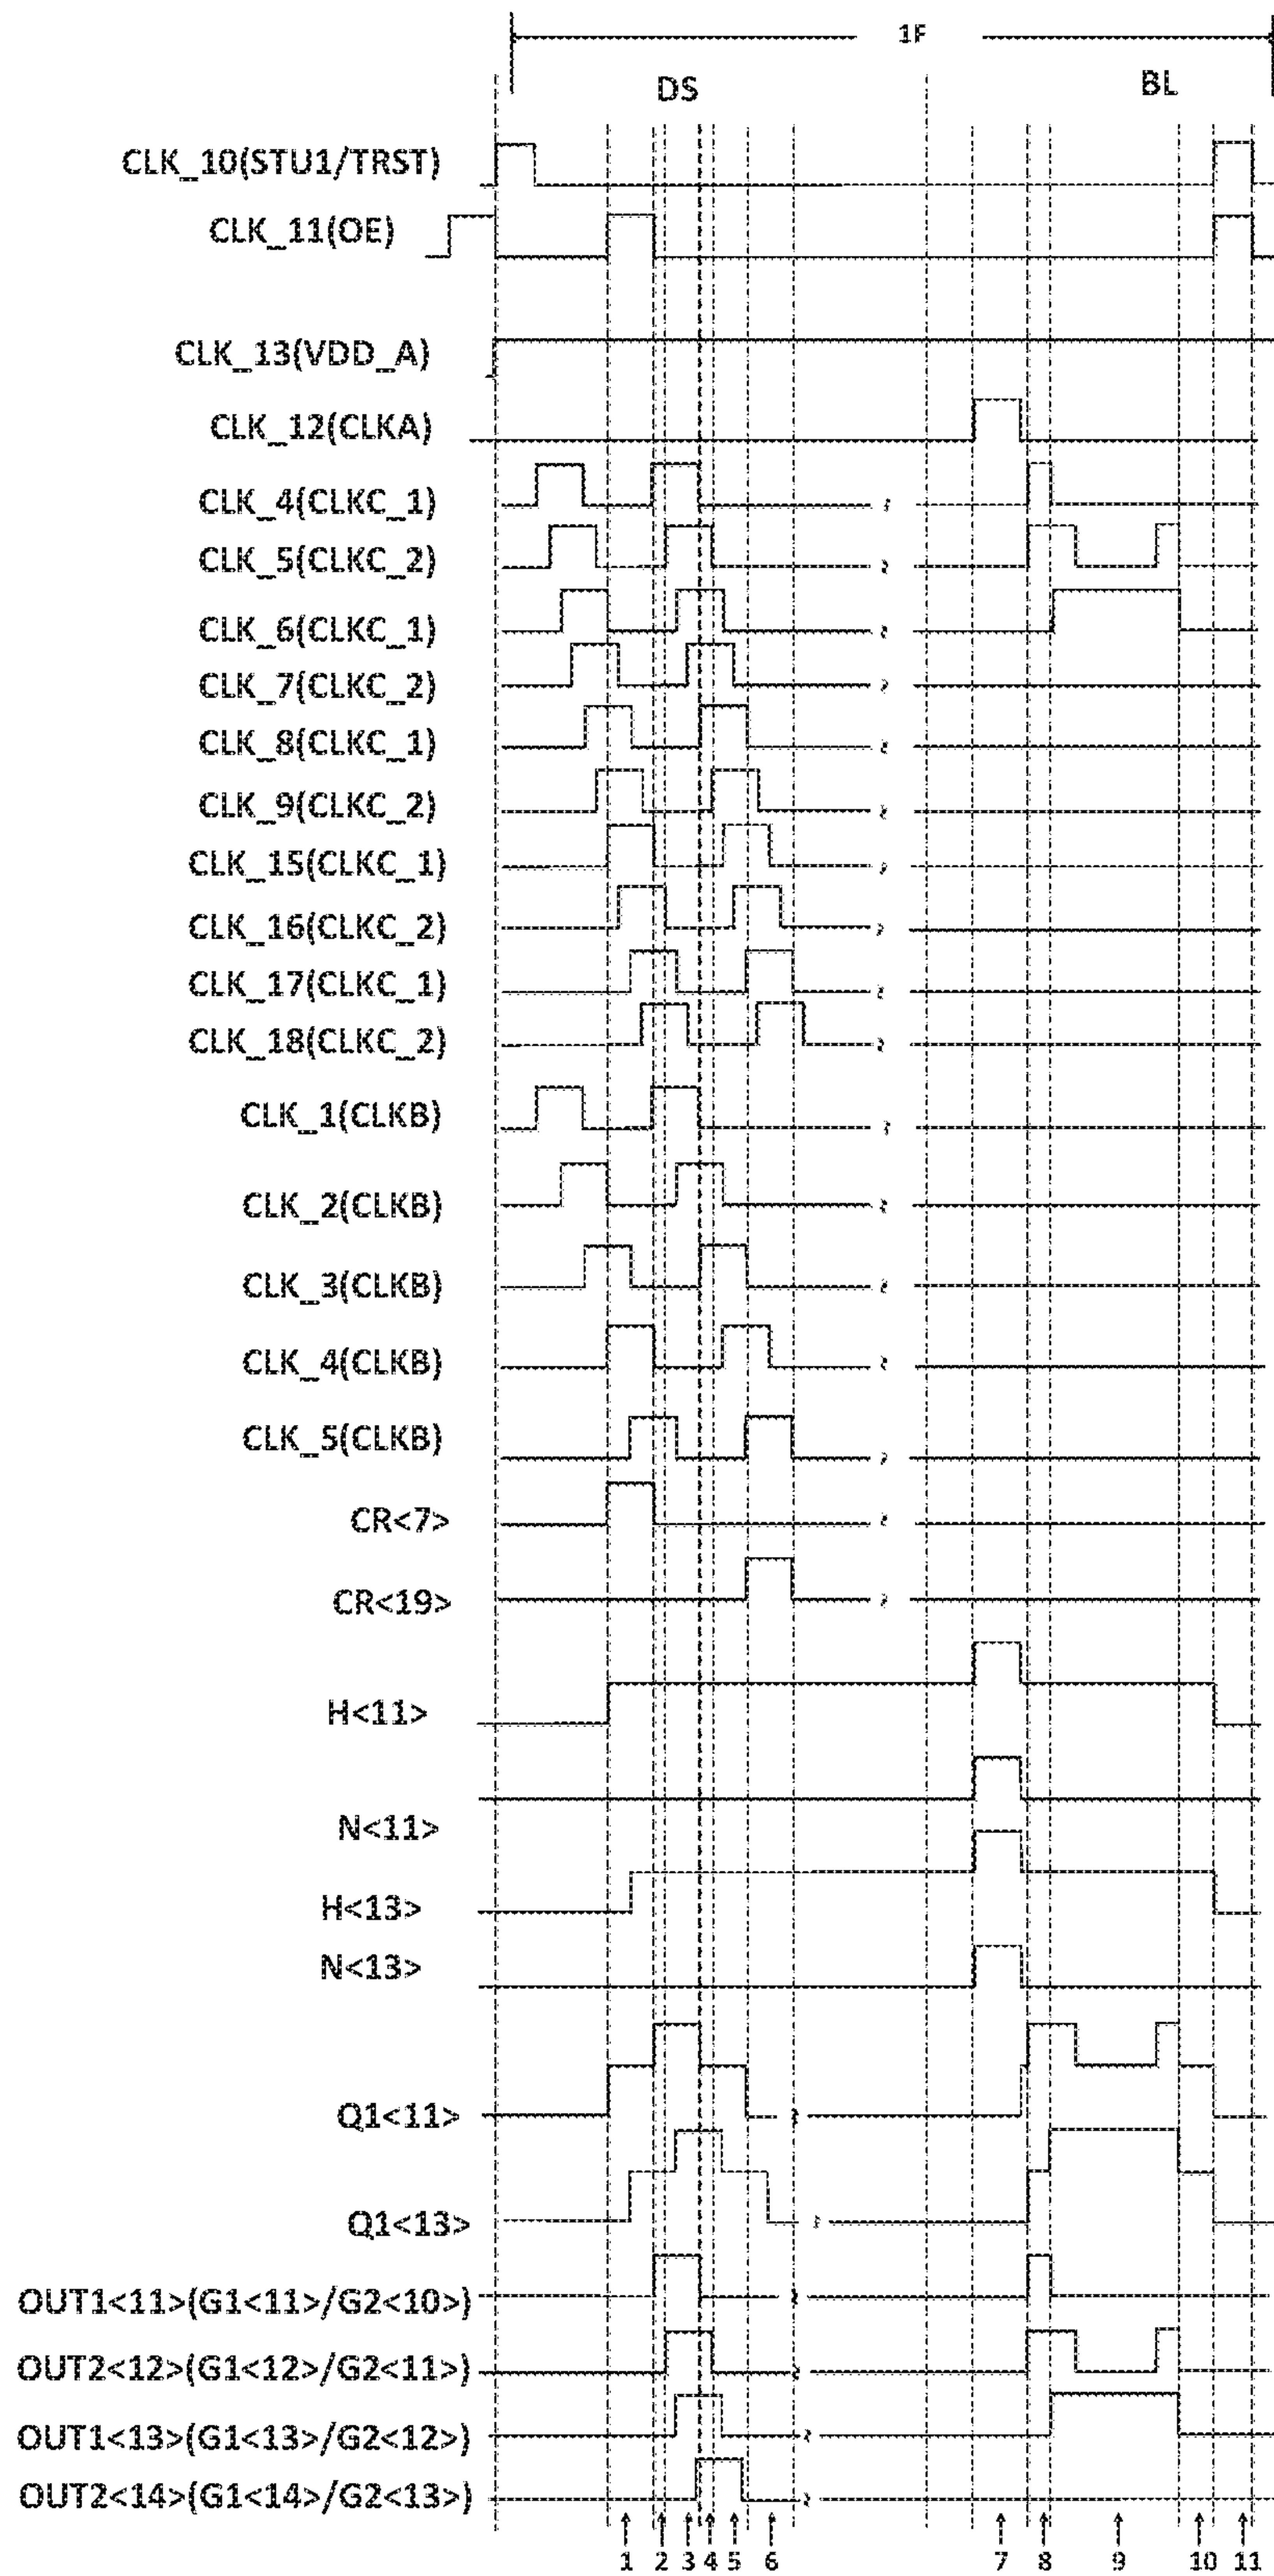 1F
DS
BL
CLK_10(STU1/TRST)
CLK_11(OE)
CLK_13(VDD_A)
CLK_12(CLKA)
CLK_4(CLKC_1)
CLK_5(CLKC_2)
CLK_6(CLKC_1)
CLK_7(CLKC_2)
CLK_8(CLKC_1)
CLK_9(CLKC_2)
CLK_15(CLKC_1)
CLK_16(CLKC_2)
CLK_17(CLKC_1)
CLK_18(CLKC_2)
CLK_1(CLKB)
CLK_2(CLKB)
CLK_3(CLKB)
CLK_4(CLKB)
CLK_5(CLKB)
CR<7>
CR<19>
H<11>
N<11>
H<13>
N<13>
Q1<11>
Q1<13>
OUT1<11>(G1<11>/G2<10>)
OUT2<12>(G1<12>/G2<11>)
OUT1<13>(G1<13>/G2<12>)
OUT2<14>(G1<14>/G2<13>)
1 2 3 4 5 6 7 8 9 10 11